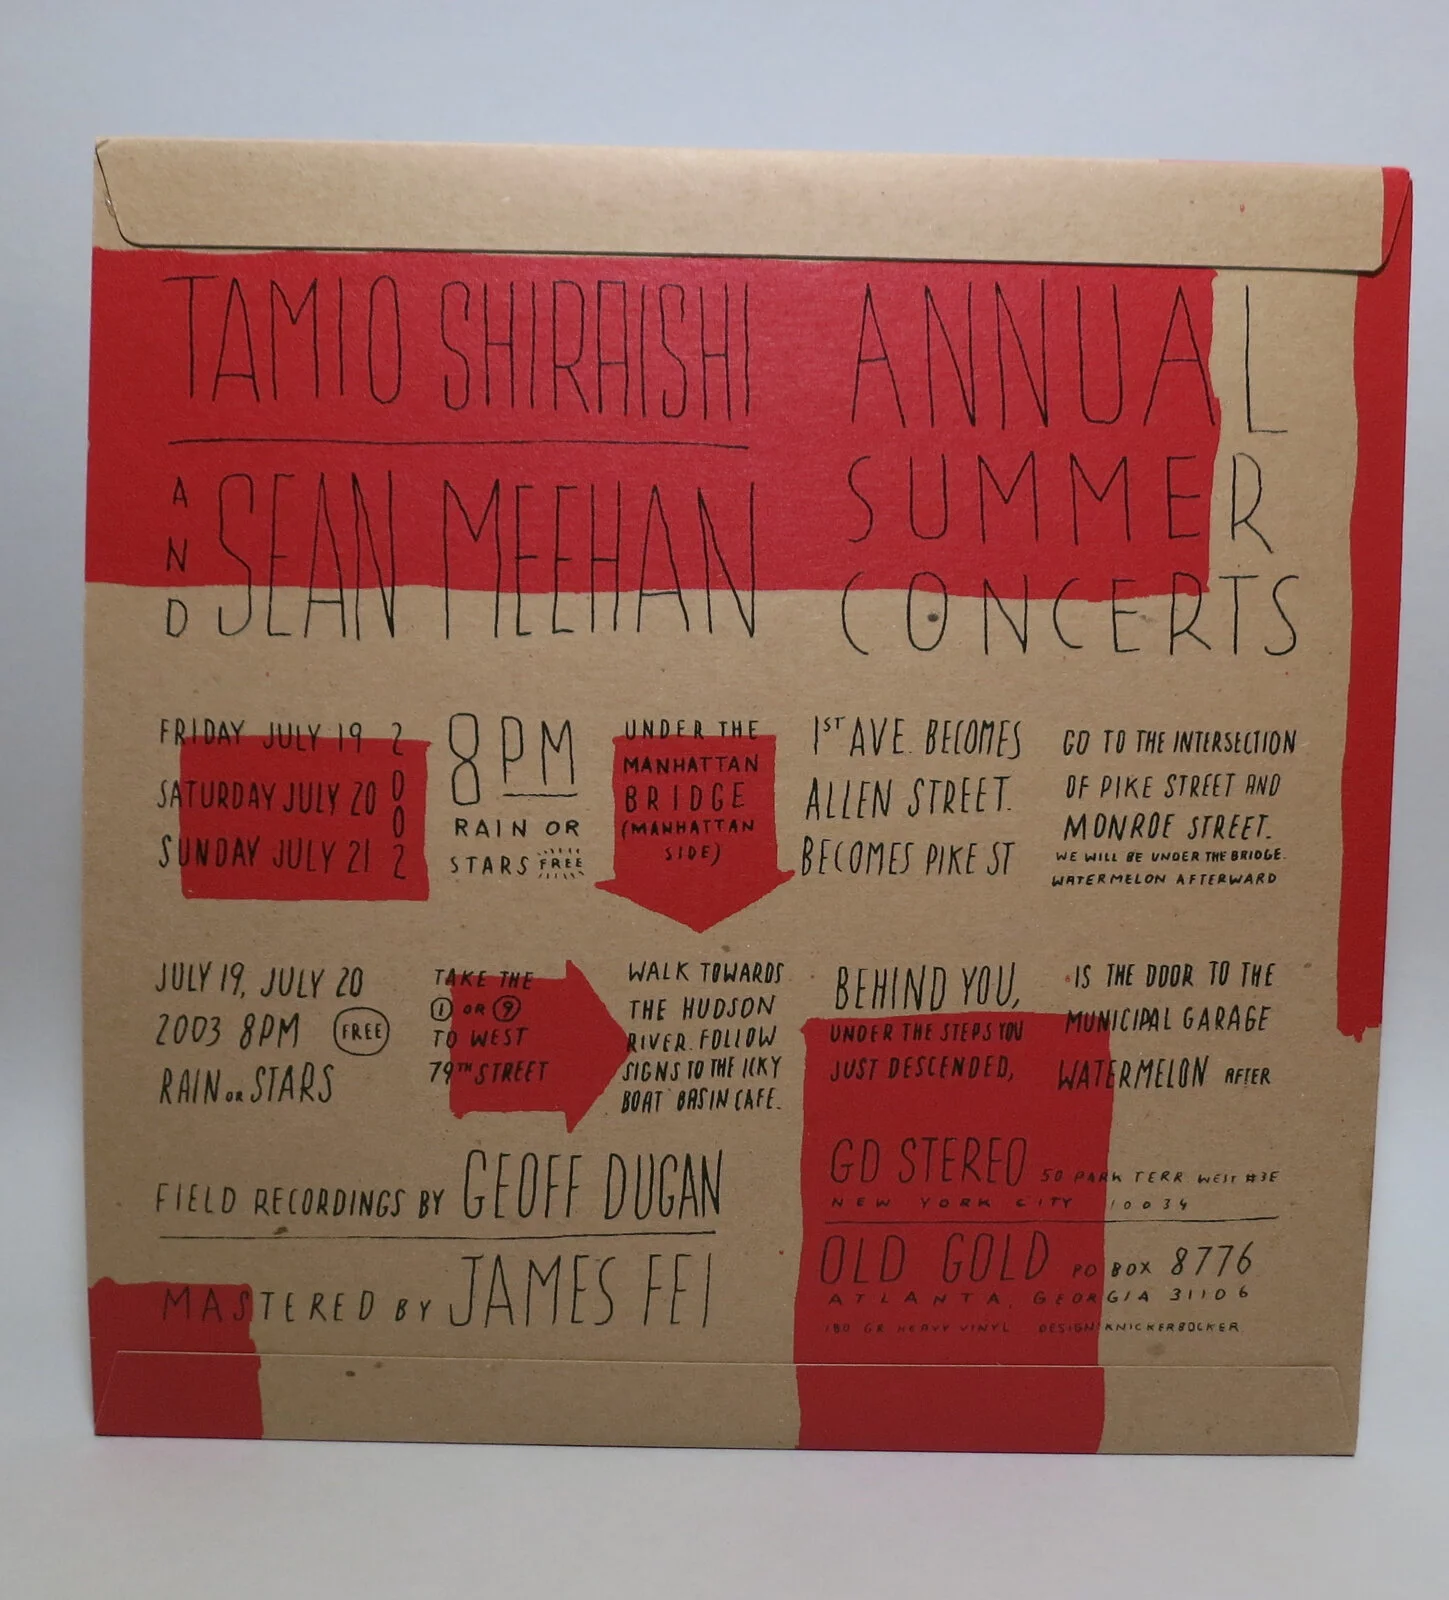 TAMIO SHIRAISHI
AND SEAN MEEHAN
ANNUAL
SUMMER
CONCERTS
FRIDAY JULY 19
SATURDAY JULY 20
SUNDAY JULY 21
2002
8PM
RAIN OR
STARS FREE
UNDER THE
MANHATTAN
BRIDGE
(MANHATTAN
SIDE)
1ST AVE. BECOMES
ALLEN STREET.
BECOMES PIKE ST
GO TO THE INTERSECTION
OF PIKE STREET AND
MONROE STREET.
WE WILL BE UNDER THE BRIDGE.
WATERMELON AFTERWARD
JULY 19, JULY 20
2003 8PM FREE
RAIN OR STARS
TAKE THE
1 OR 9
TO WEST
79TH STREET
WALK TOWARDS
THE HUDSON
RIVER. FOLLOW
SIGNS TO THE ICKY
BOAT BASIN CAFE.
BEHIND YOU,
UNDER THE STEPS YOU
JUST DESCENDED,
IS THE DOOR TO THE
MUNICIPAL GARAGE
WATERMELON AFTER
FIELD RECORDINGS BY GEOFF DUGAN
MASTERED BY JAMES FEI
GD STEREO 50 PARK TERR WEST #3E
NEW YORK CITY 10034
OLD GOLD PO BOX 8776
ATLANTA, GEORGIA 31106
180 GR HEAVY VINYL DESIGN: KNICKERBOCKER